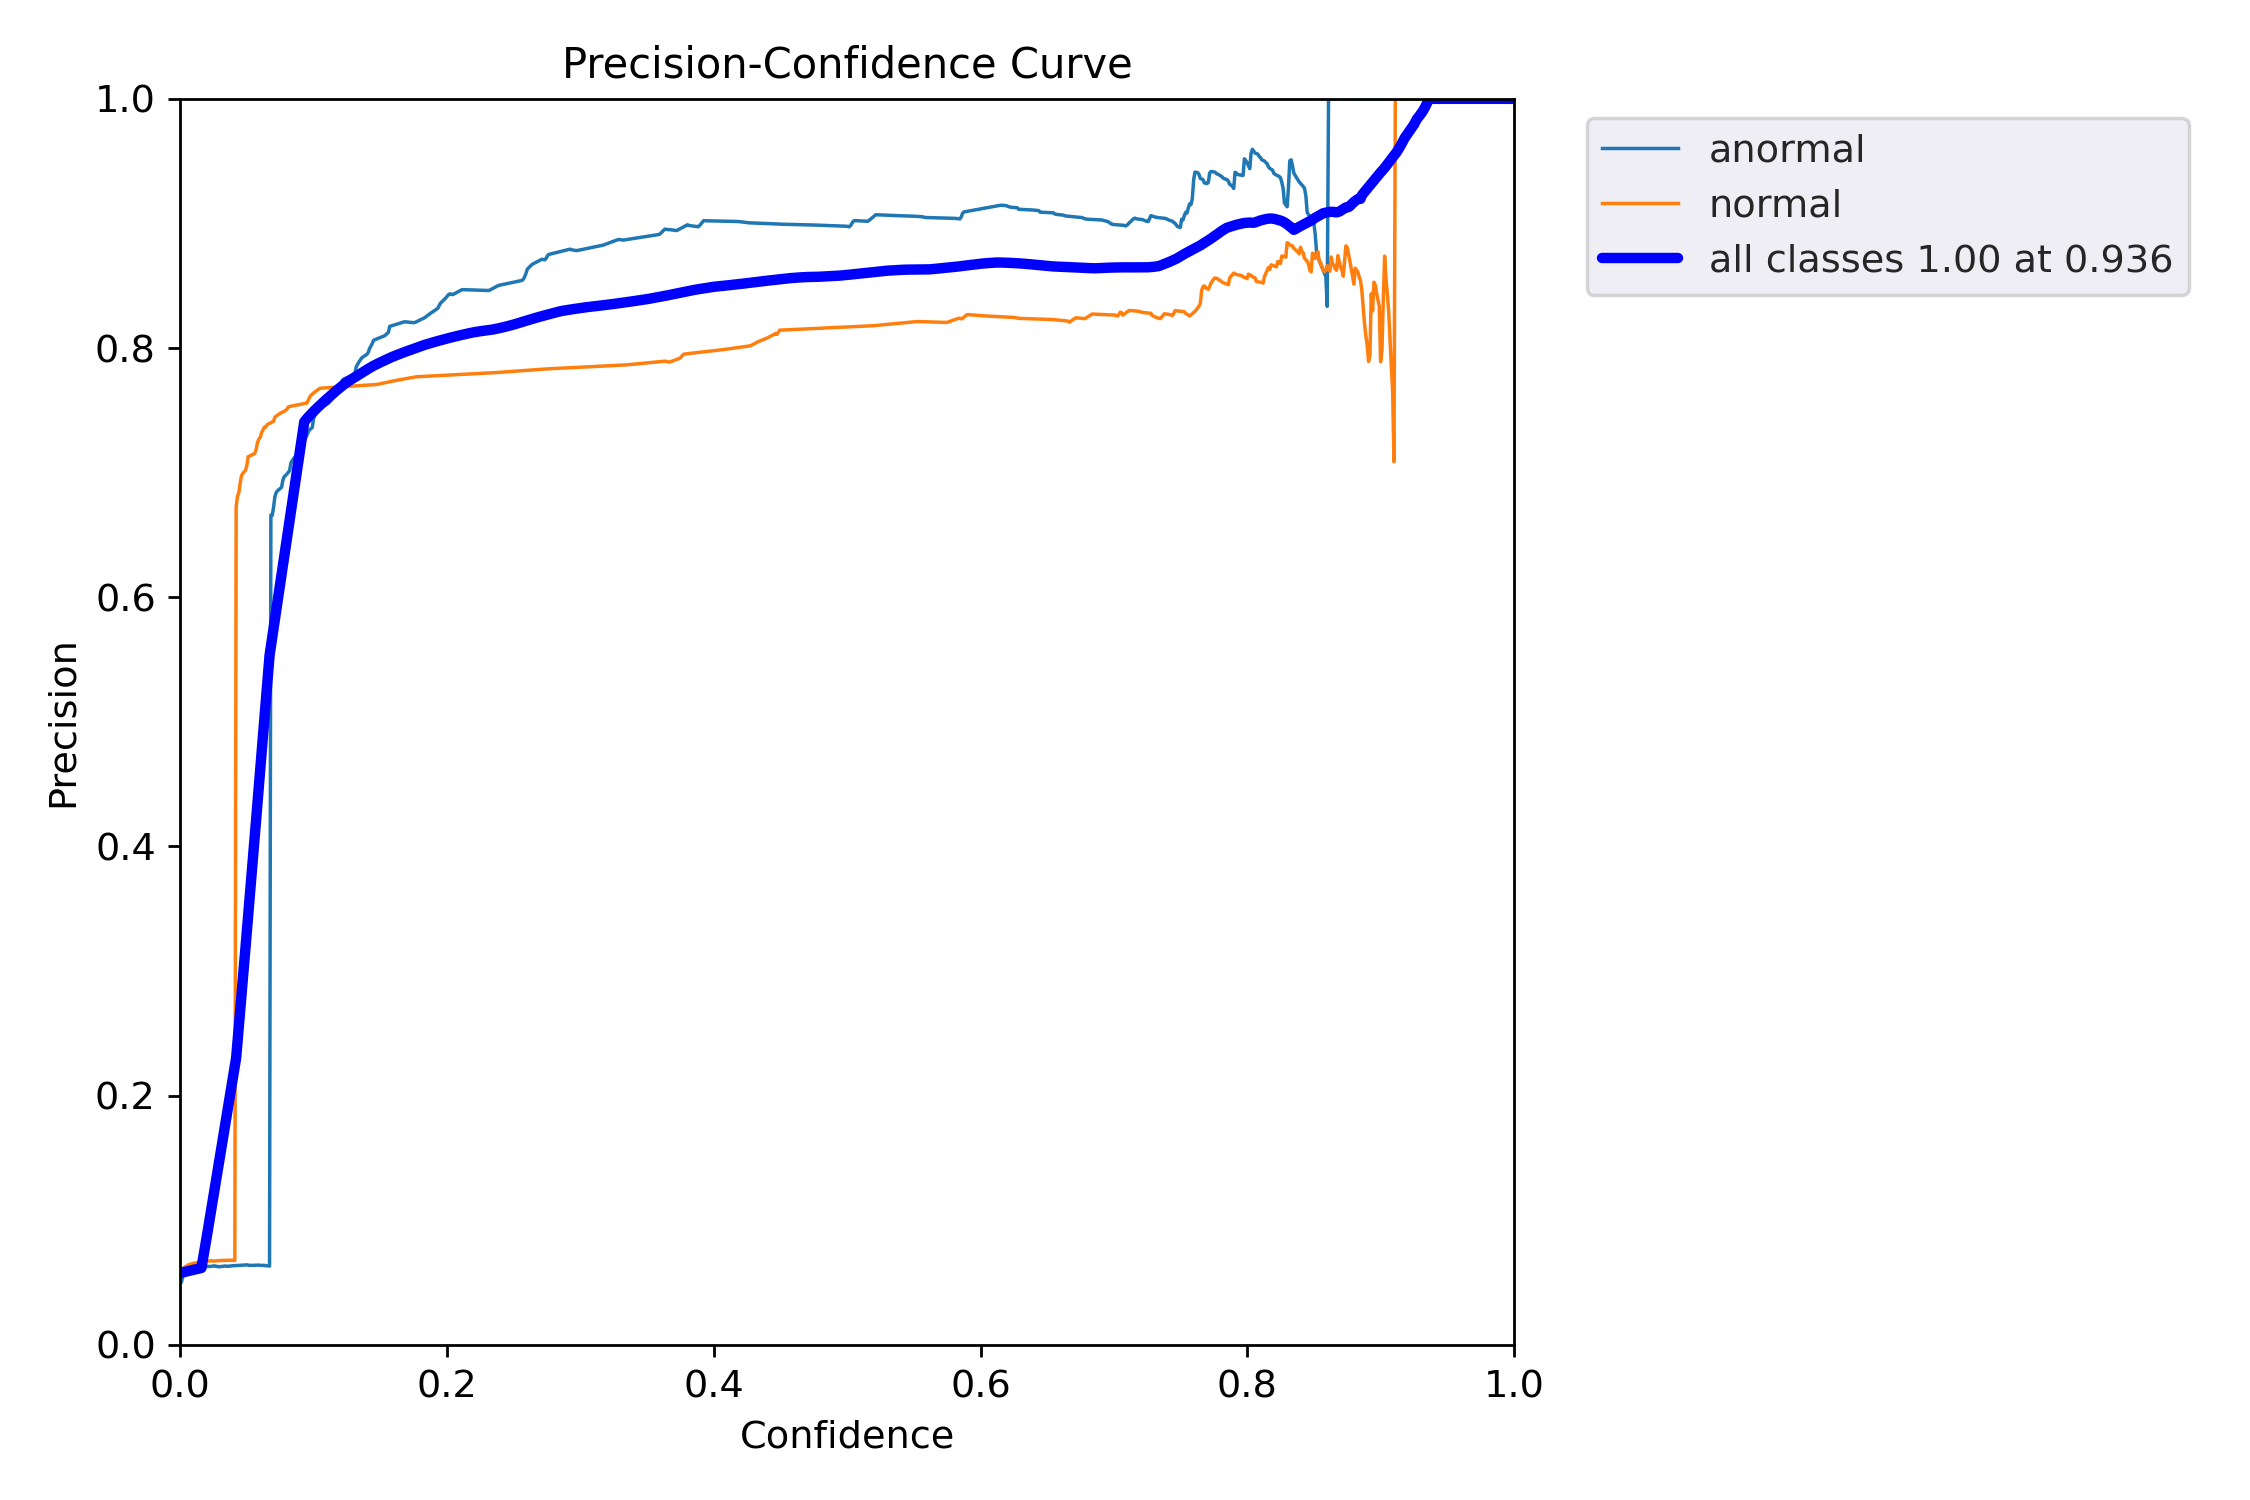 Precision-Confidence Curve
1.0
0.8
0.6
0.4
0.2
0.0
Precision
0.0 0.2 0.4 0.6 0.8 1.0
Confidence
anormal
normal
all classes 1.00 at 0.936